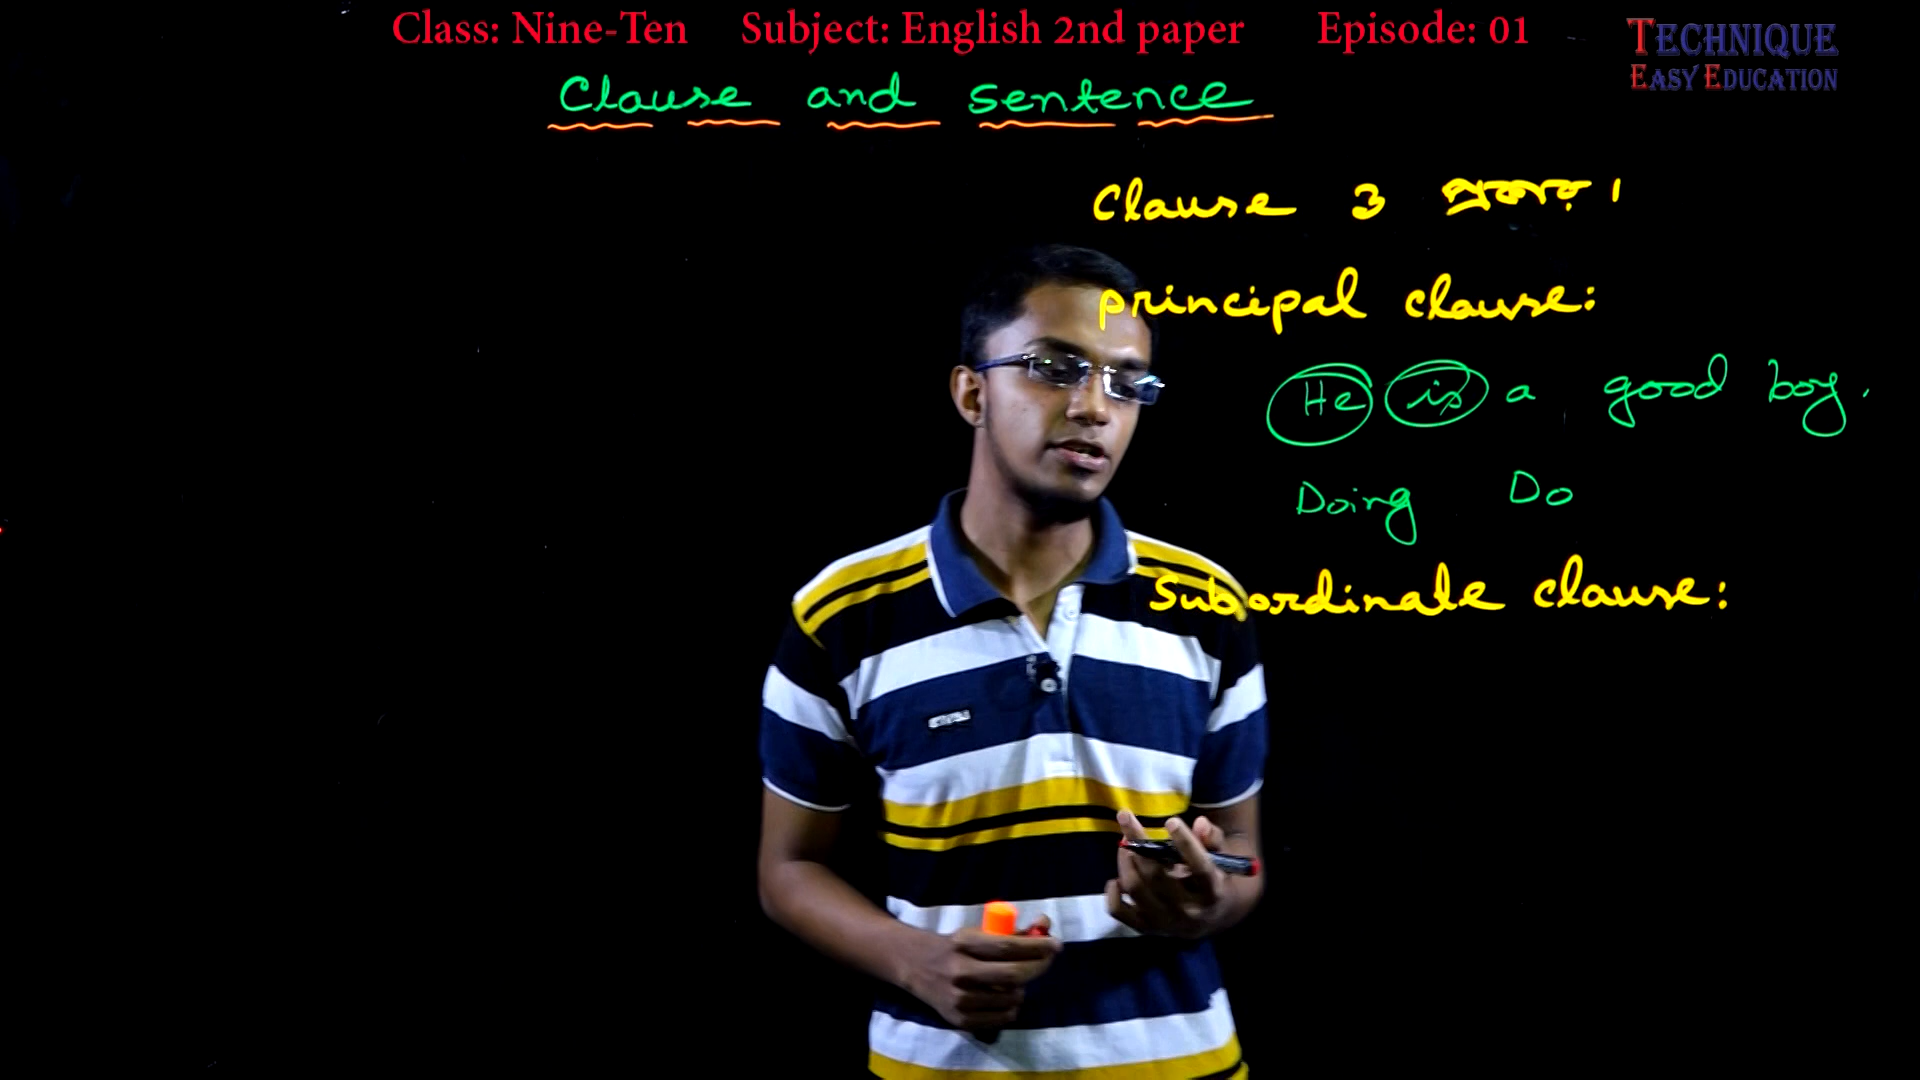 Class: Nine-Ten Subject: English 2nd paper Episode: 01
TECHNIQUE
EASY EDUCATION
Clause and sentence
Clause 3 প্রকার।
principal clause:
He is a good boy.
Doing Do
Subordinate clause: